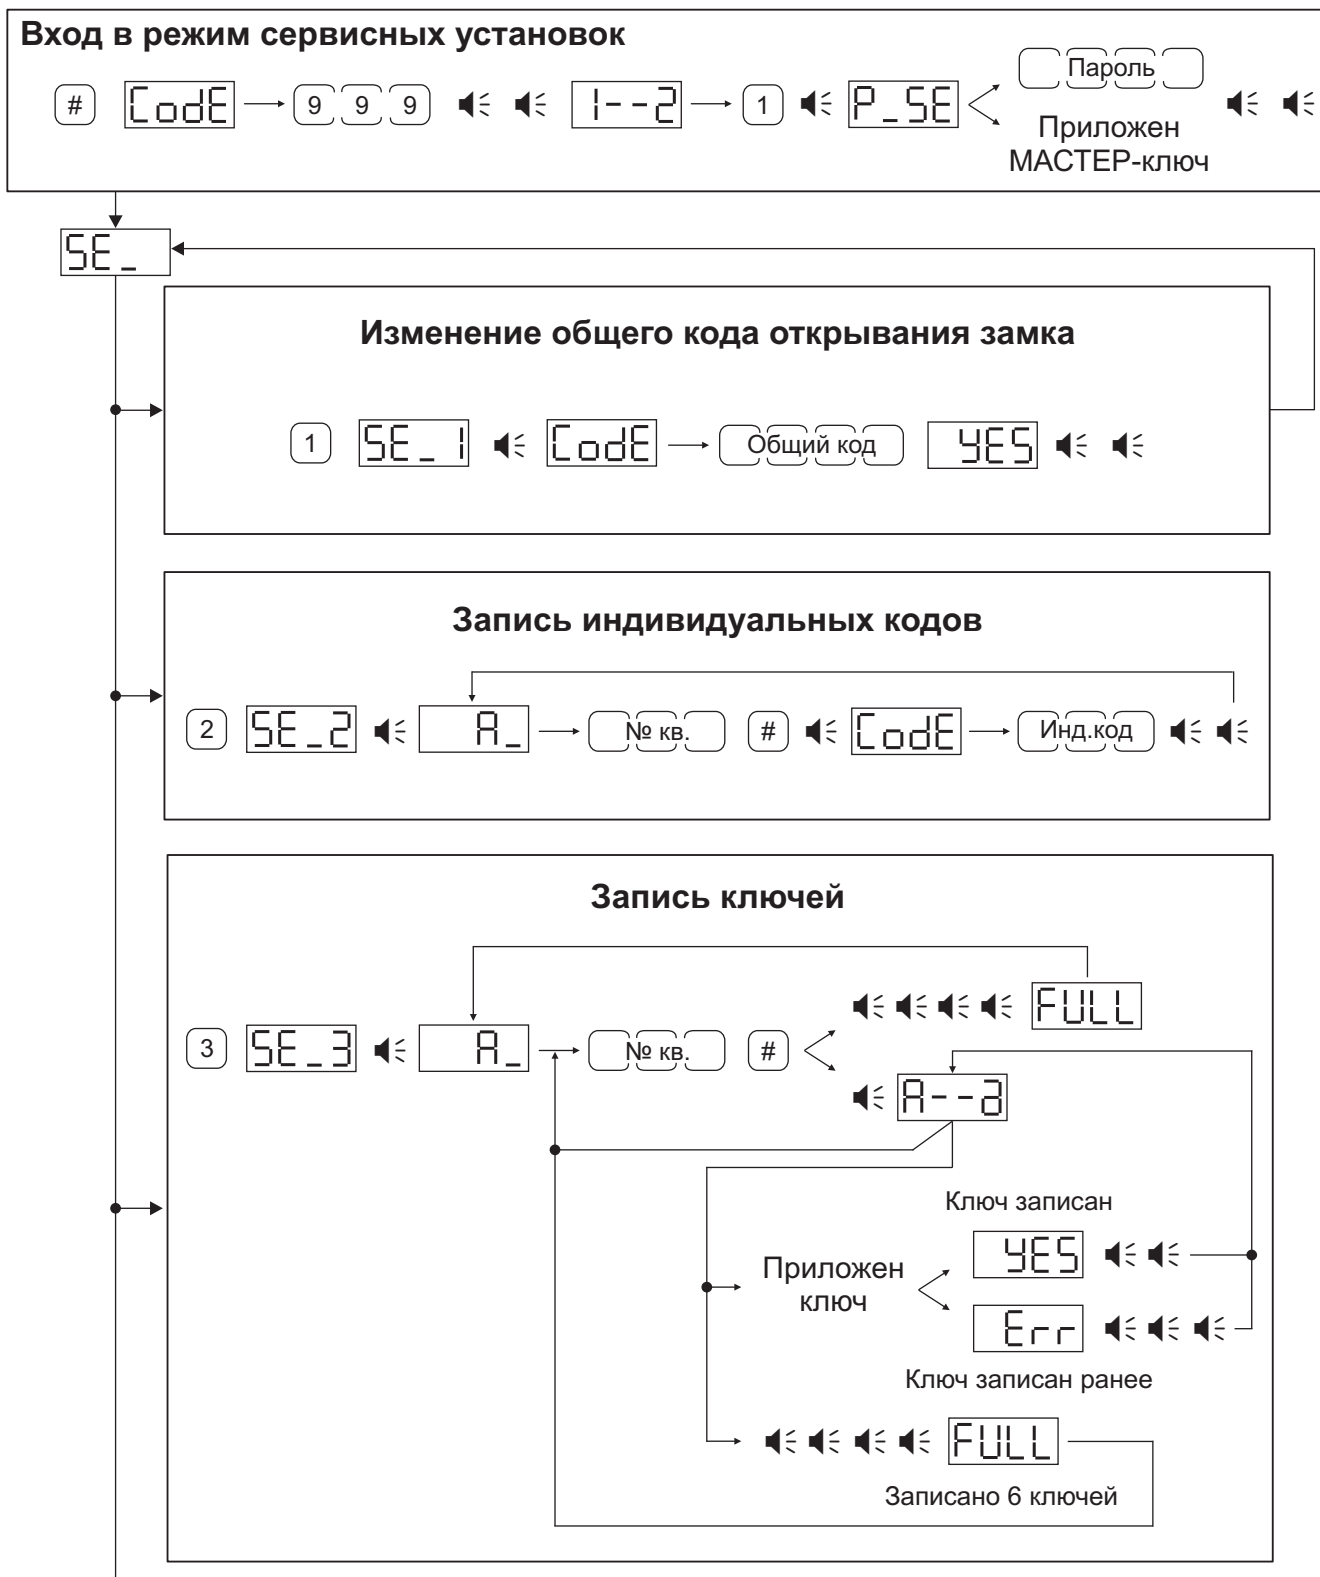 Вход в режим сервисных установок
# CodE 9 9 9 1--2 1 P_SE Пароль
Приложен
МАСТЕР-ключ
SE_
Изменение общего кода открывания замка
1 SE_1 CodE Общий код YES
Запись индивидуальных кодов
2 SE_2 A_ № кв. # CodE Инд.код
Запись ключей
FULL
3 SE_3 A_ № кв. #
A--a
Ключ записан
YES
Приложен
ключ
Err
Ключ записан ранее
FULL
Записано 6 ключей